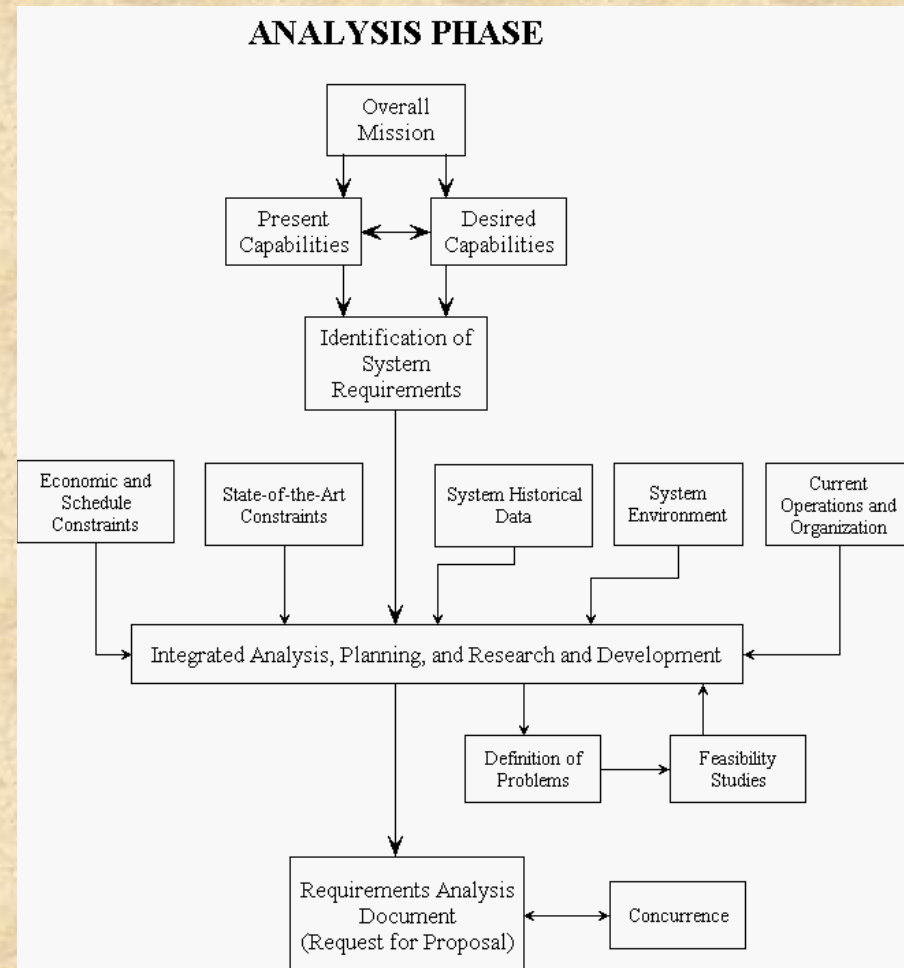 ANALYSIS PHASE
Overall
Mission
Present
Capabilities
Desired
Capabilities
Identification of
System
Requirements
Economic and
Schedule
Constraints
State-of-the-Art
Constraints
System Historical
Data
System
Environment
Current
Operations and
Organization
Integrated Analysis, Planning, and Research and Development
Definition of
Problems
Feasibility
Studies
Requirements Analysis
Document
(Request for Proposal)
Concurrence